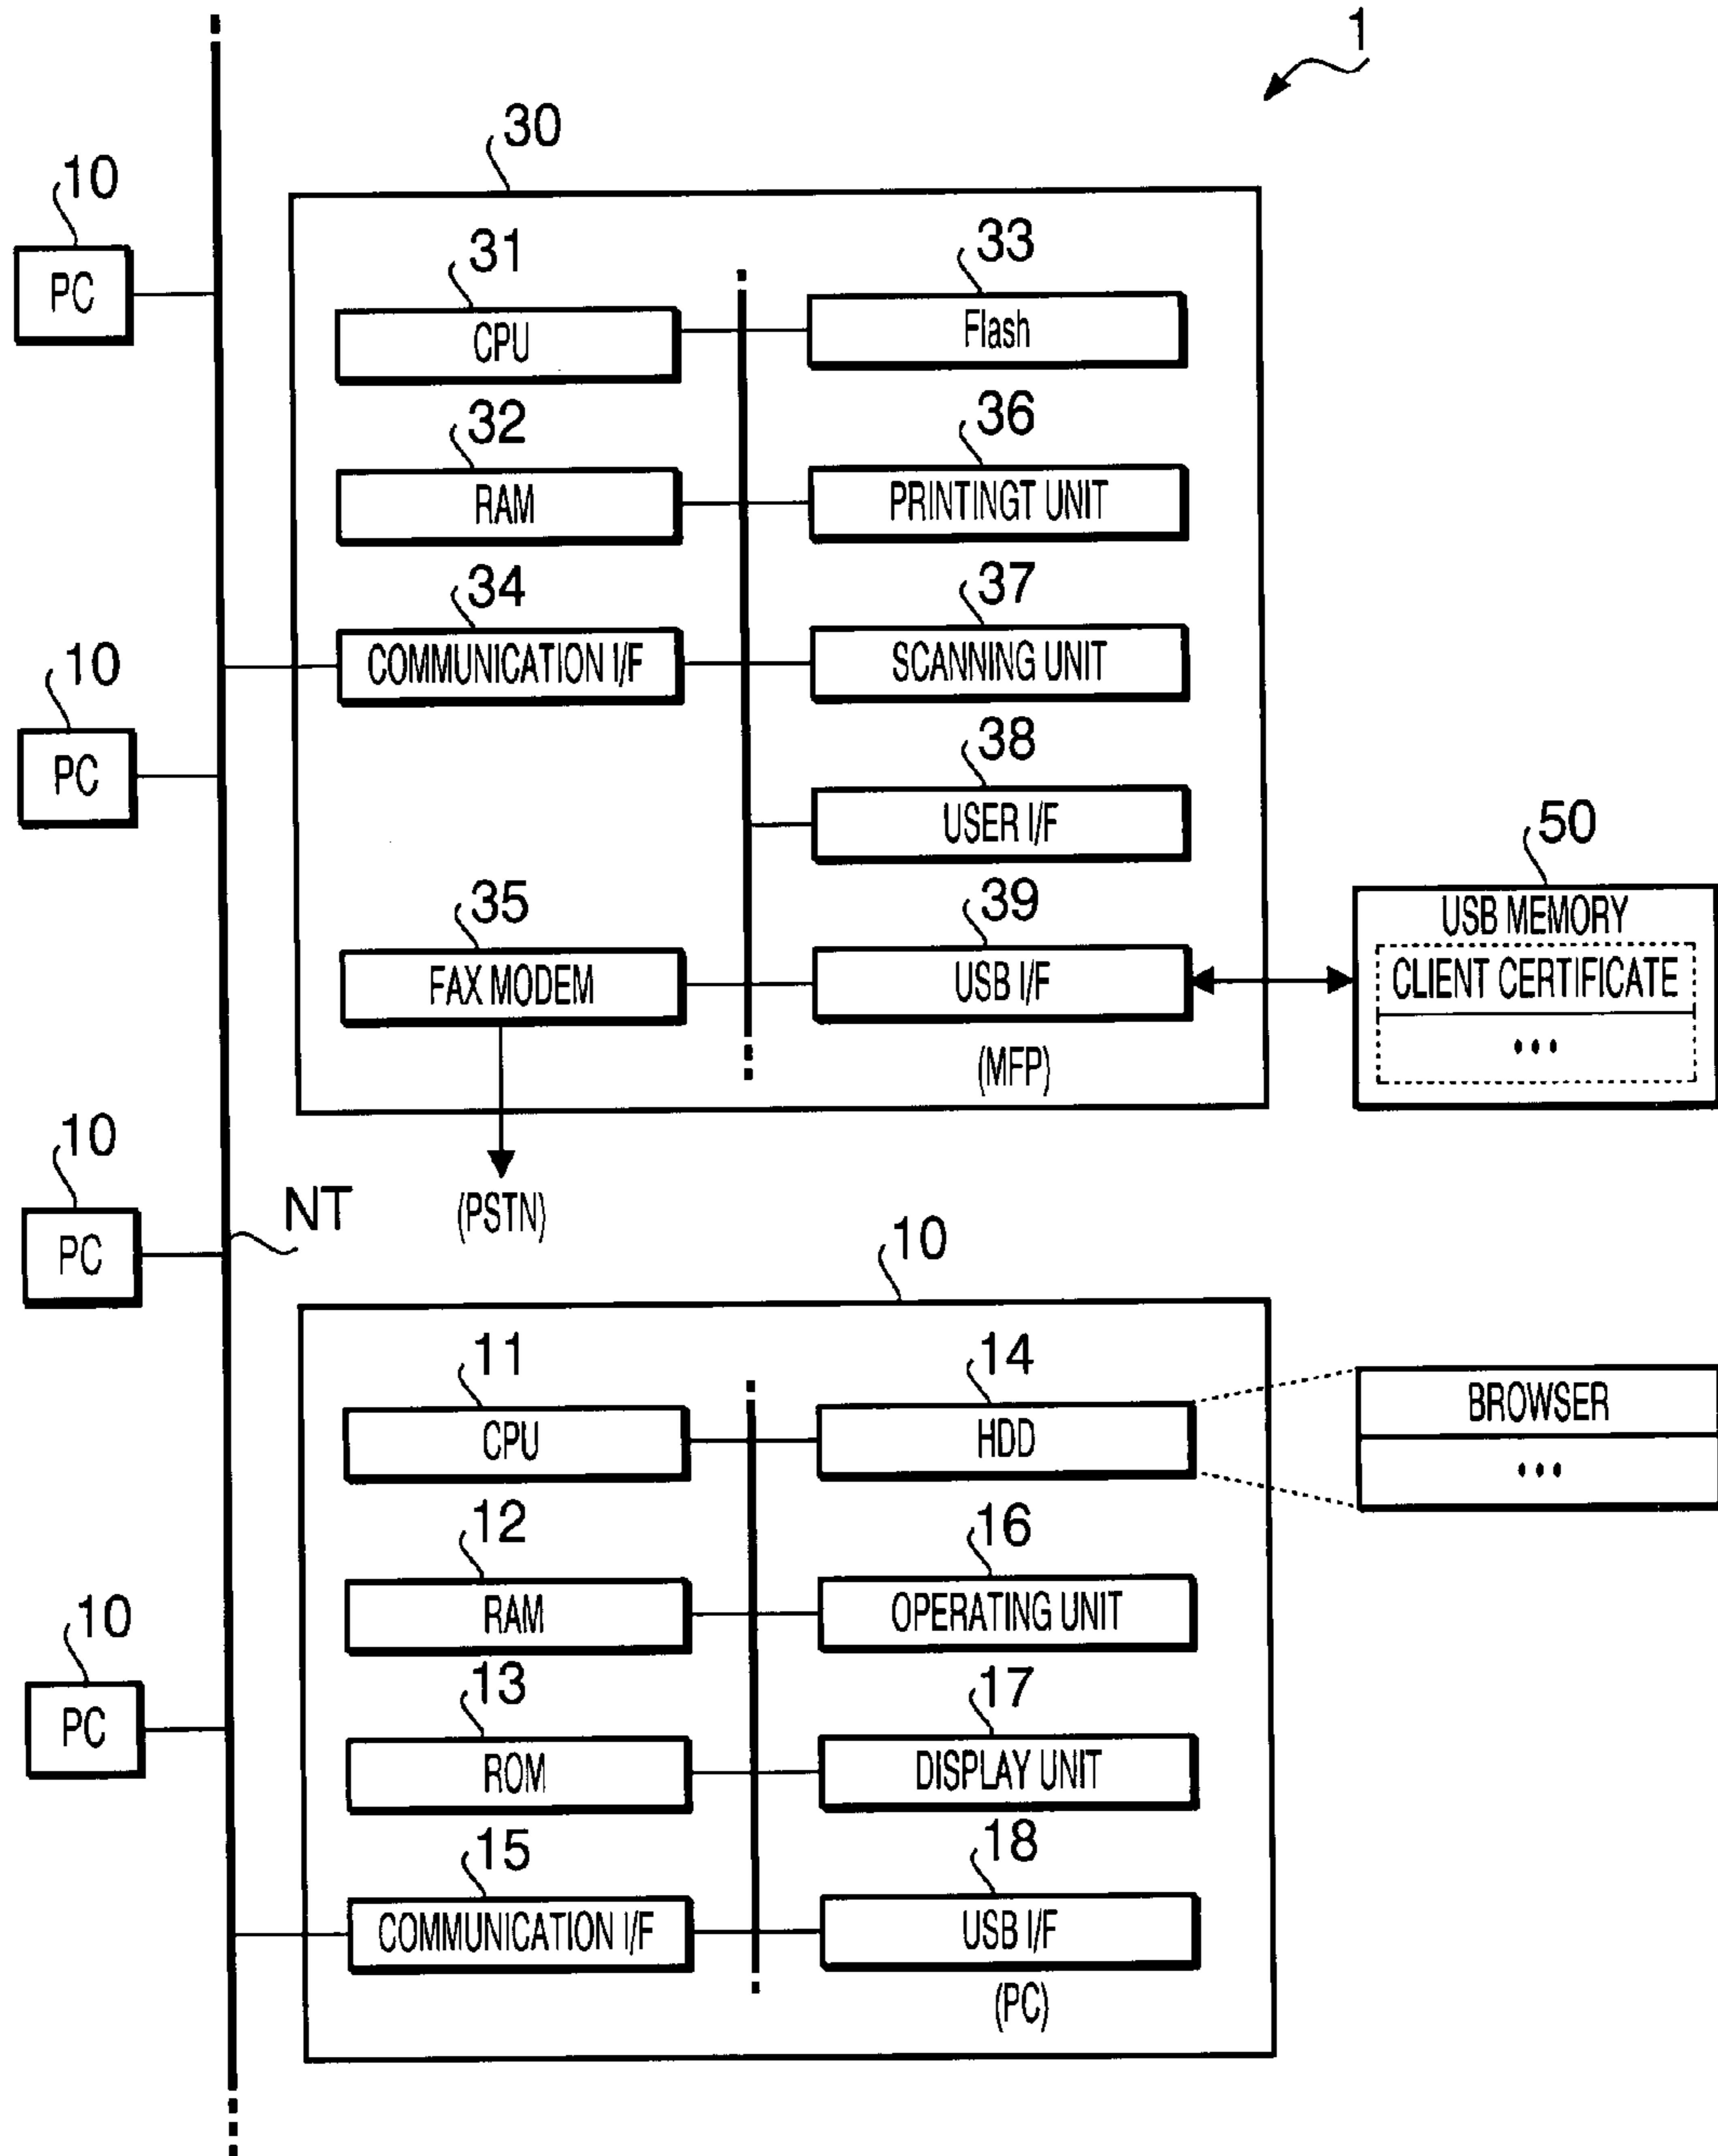 1
30
10
PC
31
CPU
33
Flash
32
RAM
36
PRINTINGT UNIT
34
COMMUNICATION I/F
37
SCANNING UNIT
10
PC
38
USER I/F
35
FAX MODEM
39
USB I/F
(MFP)
50
USB MEMORY
CLIENT CERTIFICATE
•••
(PSTN)
10
PC
NT
10
11
CPU
14
HDD
BROWSER
•••
12
RAM
16
OPERATING UNIT
10
PC
13
ROM
17
DISPLAY UNIT
15
COMMUNICATION I/F
18
USB I/F
(PC)